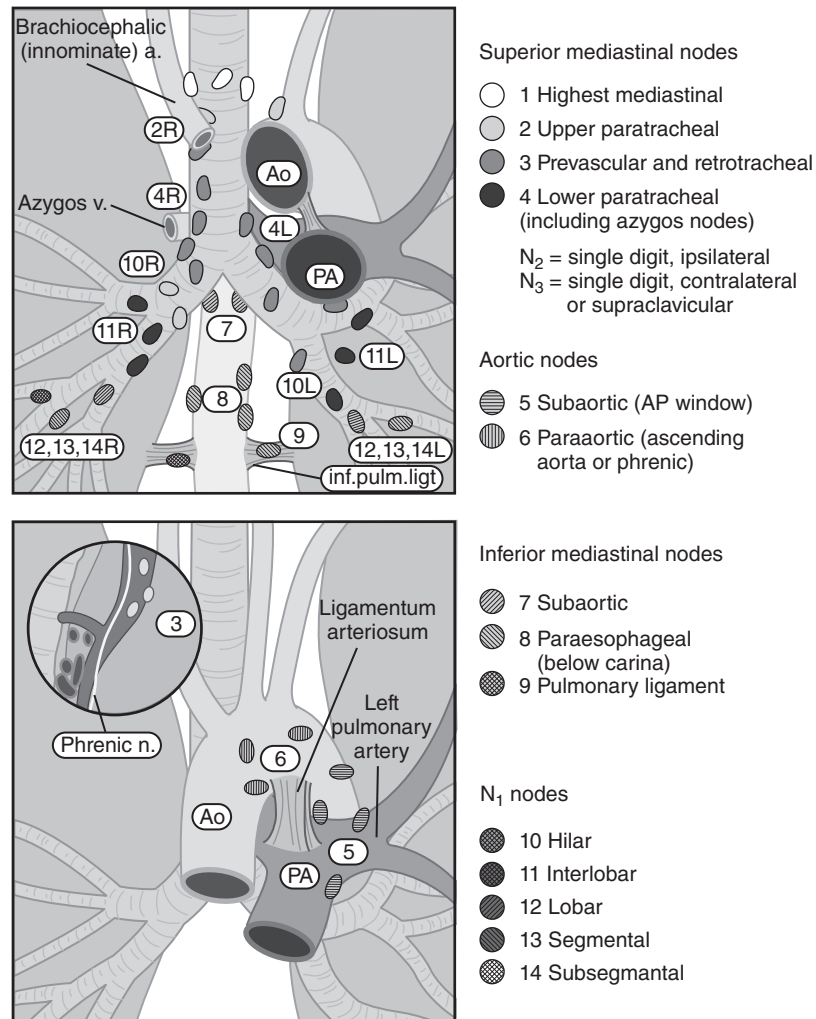 Brachiocephalic
(innominate) a.
2R
Ao
4R
Azygos v.
4L
10R
PA
7
11R
11L
10L
8
9
12,13,14R
12,13,14L
inf.pulm.ligt
Superior mediastinal nodes
1 Highest mediastinal
2 Upper paratracheal
3 Prevascular and retrotracheal
4 Lower paratracheal
(including azygos nodes)
N2 = single digit, ipsilateral
N3 = single digit, contralateral
or supraclavicular
Aortic nodes
5 Subaortic (AP window)
6 Paraaortic (ascending
aorta or phrenic)
3
Phrenic n.
Ligamentum
arteriosum
Left
pulmonary
artery
6
Ao
5
PA
Inferior mediastinal nodes
7 Subaortic
8 Paraesophageal
(below carina)
9 Pulmonary ligament
N1 nodes
10 Hilar
11 Interlobar
12 Lobar
13 Segmental
14 Subsegmantal